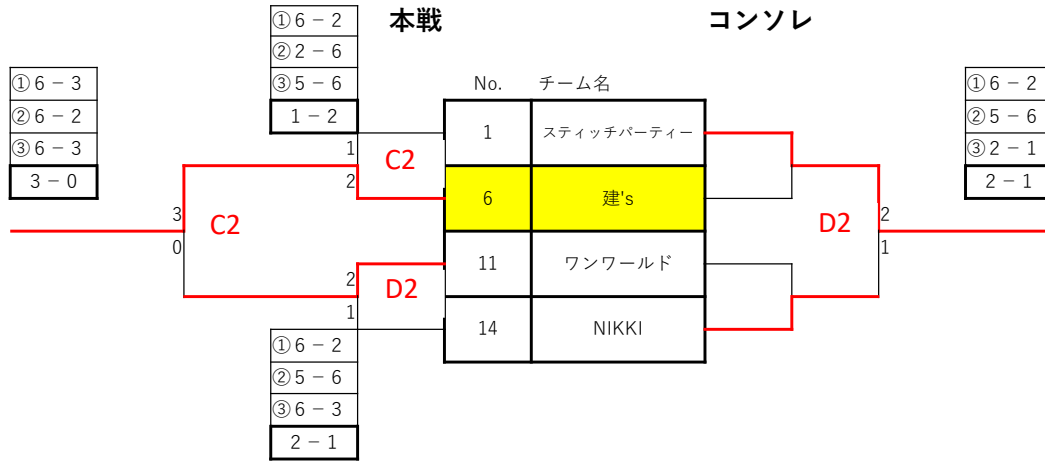 本戦
コンソレ
①6 − 2
②2 − 6
③5 − 6
1 − 2
①6 − 3
②6 − 2
③6 − 3
3 − 0
No.
チーム名
1
スティッチパーティー
6
建's
11
ワンワールド
14
NIKKI
1
C2
2
3
C2
0
2
D2
1
①6 − 2
②5 − 6
③6 − 3
2 − 1
①6 − 2
②5 − 6
③2 − 1
2 − 1
2
D2
1